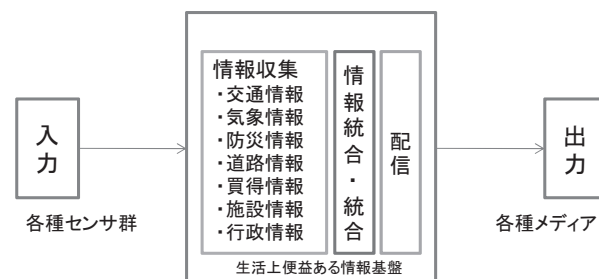 入力
各種センサ群
情報収集
・交通情報
・気象情報
・防災情報
・道路情報
・買得情報
・施設情報
・行政情報
情報統合・統合
配信
生活上便益ある情報基盤
出力
各種メディア